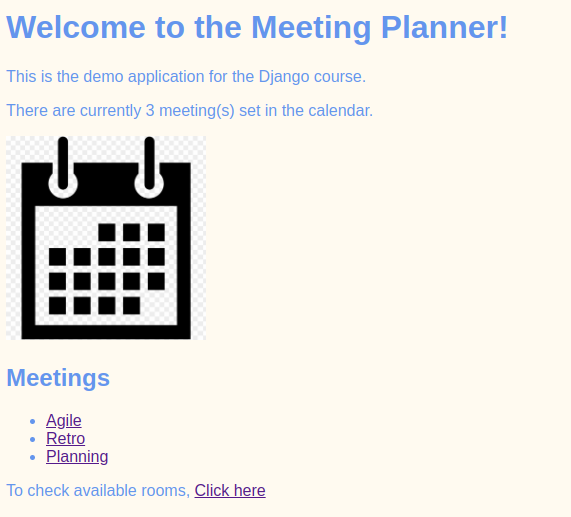 Welcome to the Meeting Planner!
This is the demo application for the Django course.
There are currently 3 meeting(s) set in the calendar.
Meetings
Agile
Retro
Planning
To check available rooms, Click here